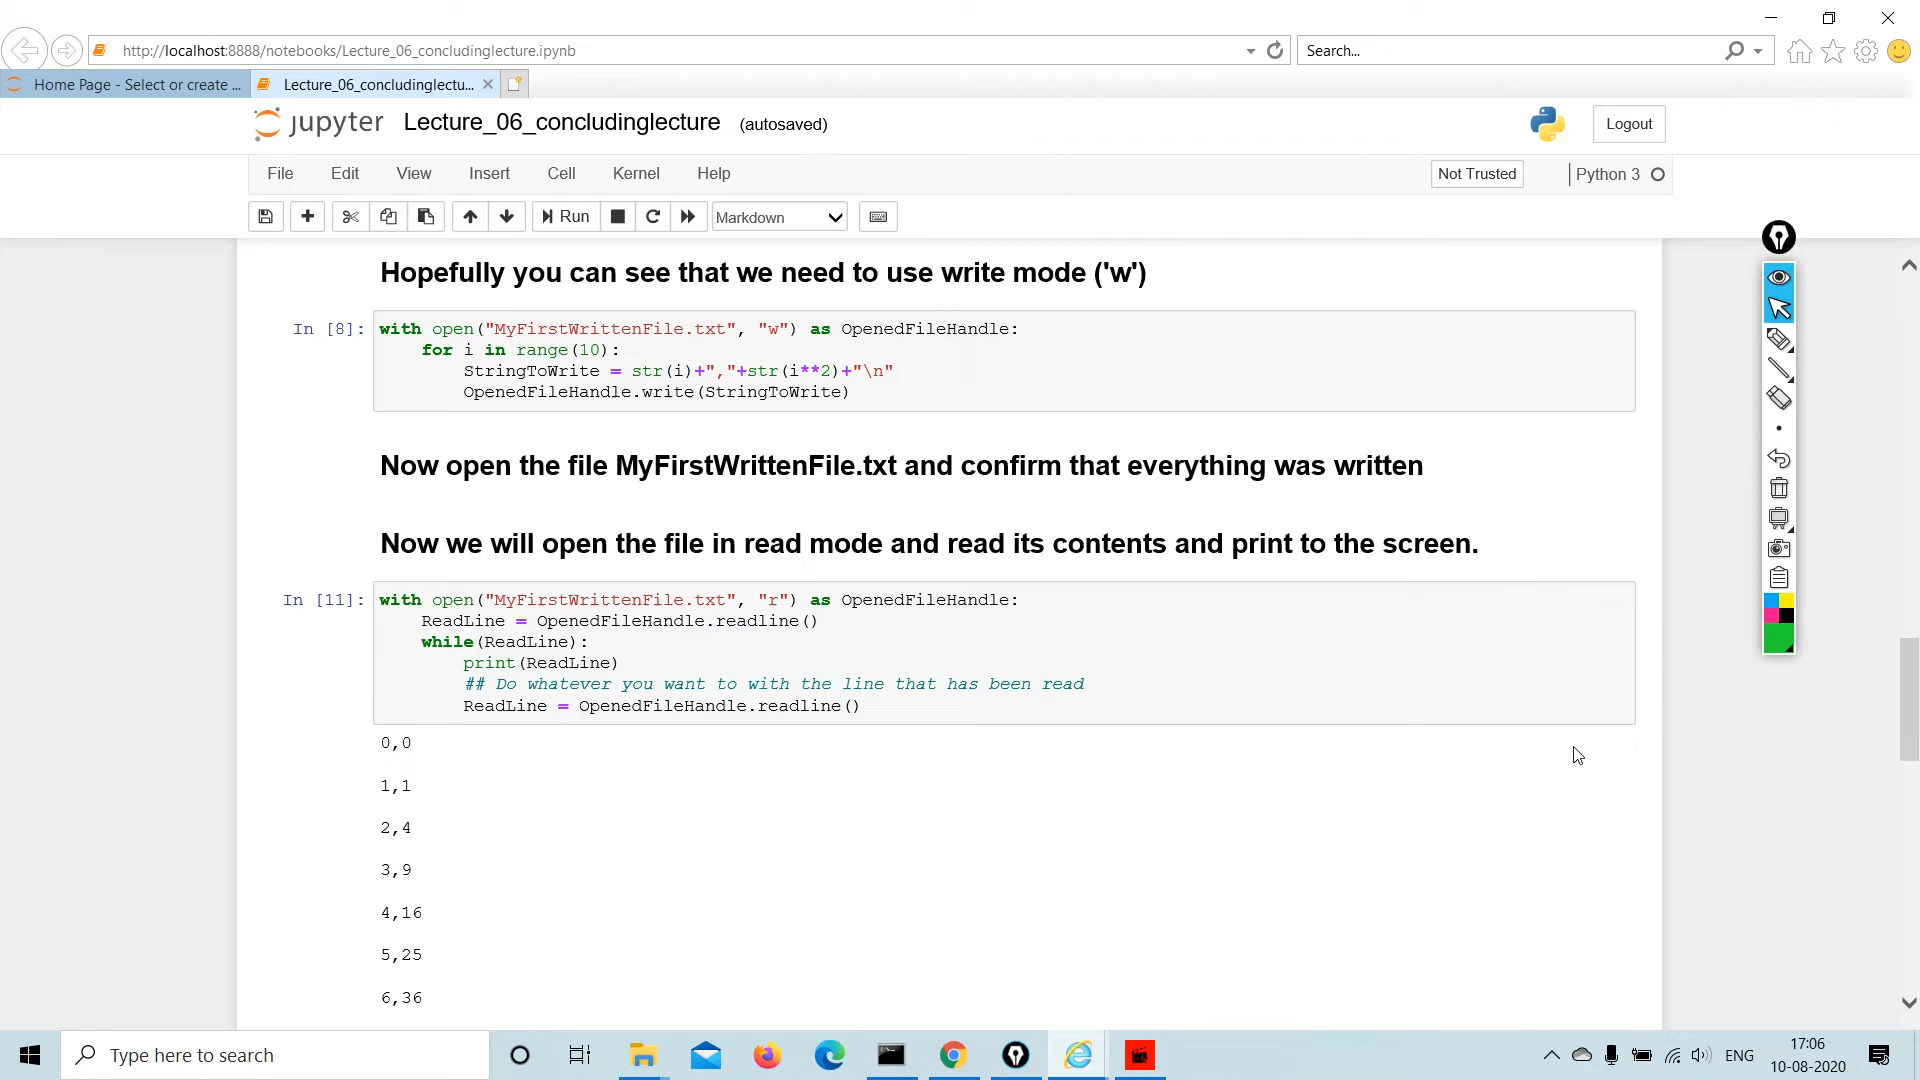 http://localhost:8888/notebooks/Lecture_06_concludinglecture.ipynb
Search...
Home Page - Select or create ...
Lecture_06_concludinglectu...
jupyter
Lecture_06_concludinglecture (autosaved)
Logout
File Edit View Insert Cell Kernel Help
Not Trusted
Python 3
Run
Markdown
Hopefully you can see that we need to use write mode ('w')
In [8]: with open("MyFirstWrittenFile.txt", "w") as OpenedFileHandle:
for i in range(10):
StringToWrite = str(i)+","+str(i**2)+"\n"
OpenedFileHandle.write(StringToWrite)
Now open the file MyFirstWrittenFile.txt and confirm that everything was written
Now we will open the file in read mode and read its contents and print to the screen.
In [11]: with open("MyFirstWrittenFile.txt", "r") as OpenedFileHandle:
ReadLine = OpenedFileHandle.readline()
while(ReadLine):
print(ReadLine)
## Do whatever you want to with the line that has been read
ReadLine = OpenedFileHandle.readline()
0,0
1,1
2,4
3,9
4,16
5,25
6,36
Type here to search
ENG
17:06
10-08-2020